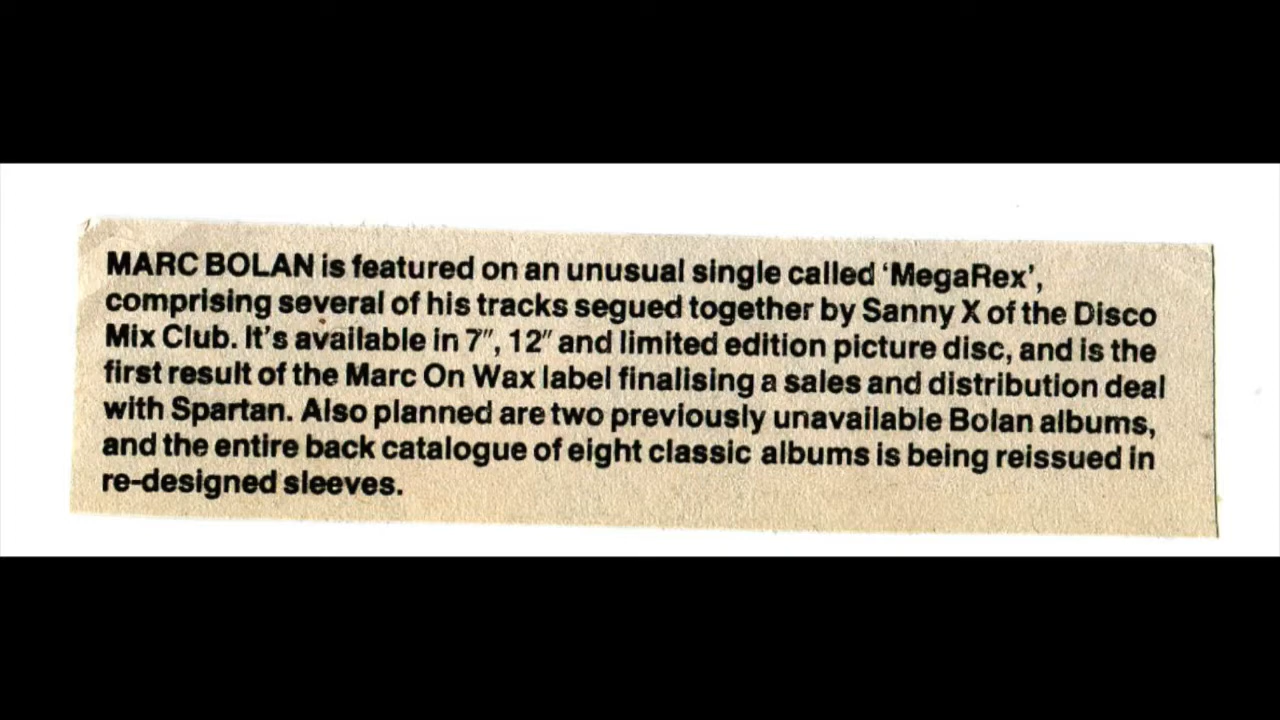 MARC BOLAN is featured on an unusual single called ‘MegaRex’,
comprising several of his tracks segued together by Sanny X of the Disco
Mix Club. It's available in 7″, 12″ and limited edition picture disc, and is the
first result of the Marc On Wax label finalising a sales and distribution deal
with Spartan. Also planned are two previously unavailable Bolan albums,
and the entire back catalogue of eight classic albums is being reissued in
re-designed sleeves.